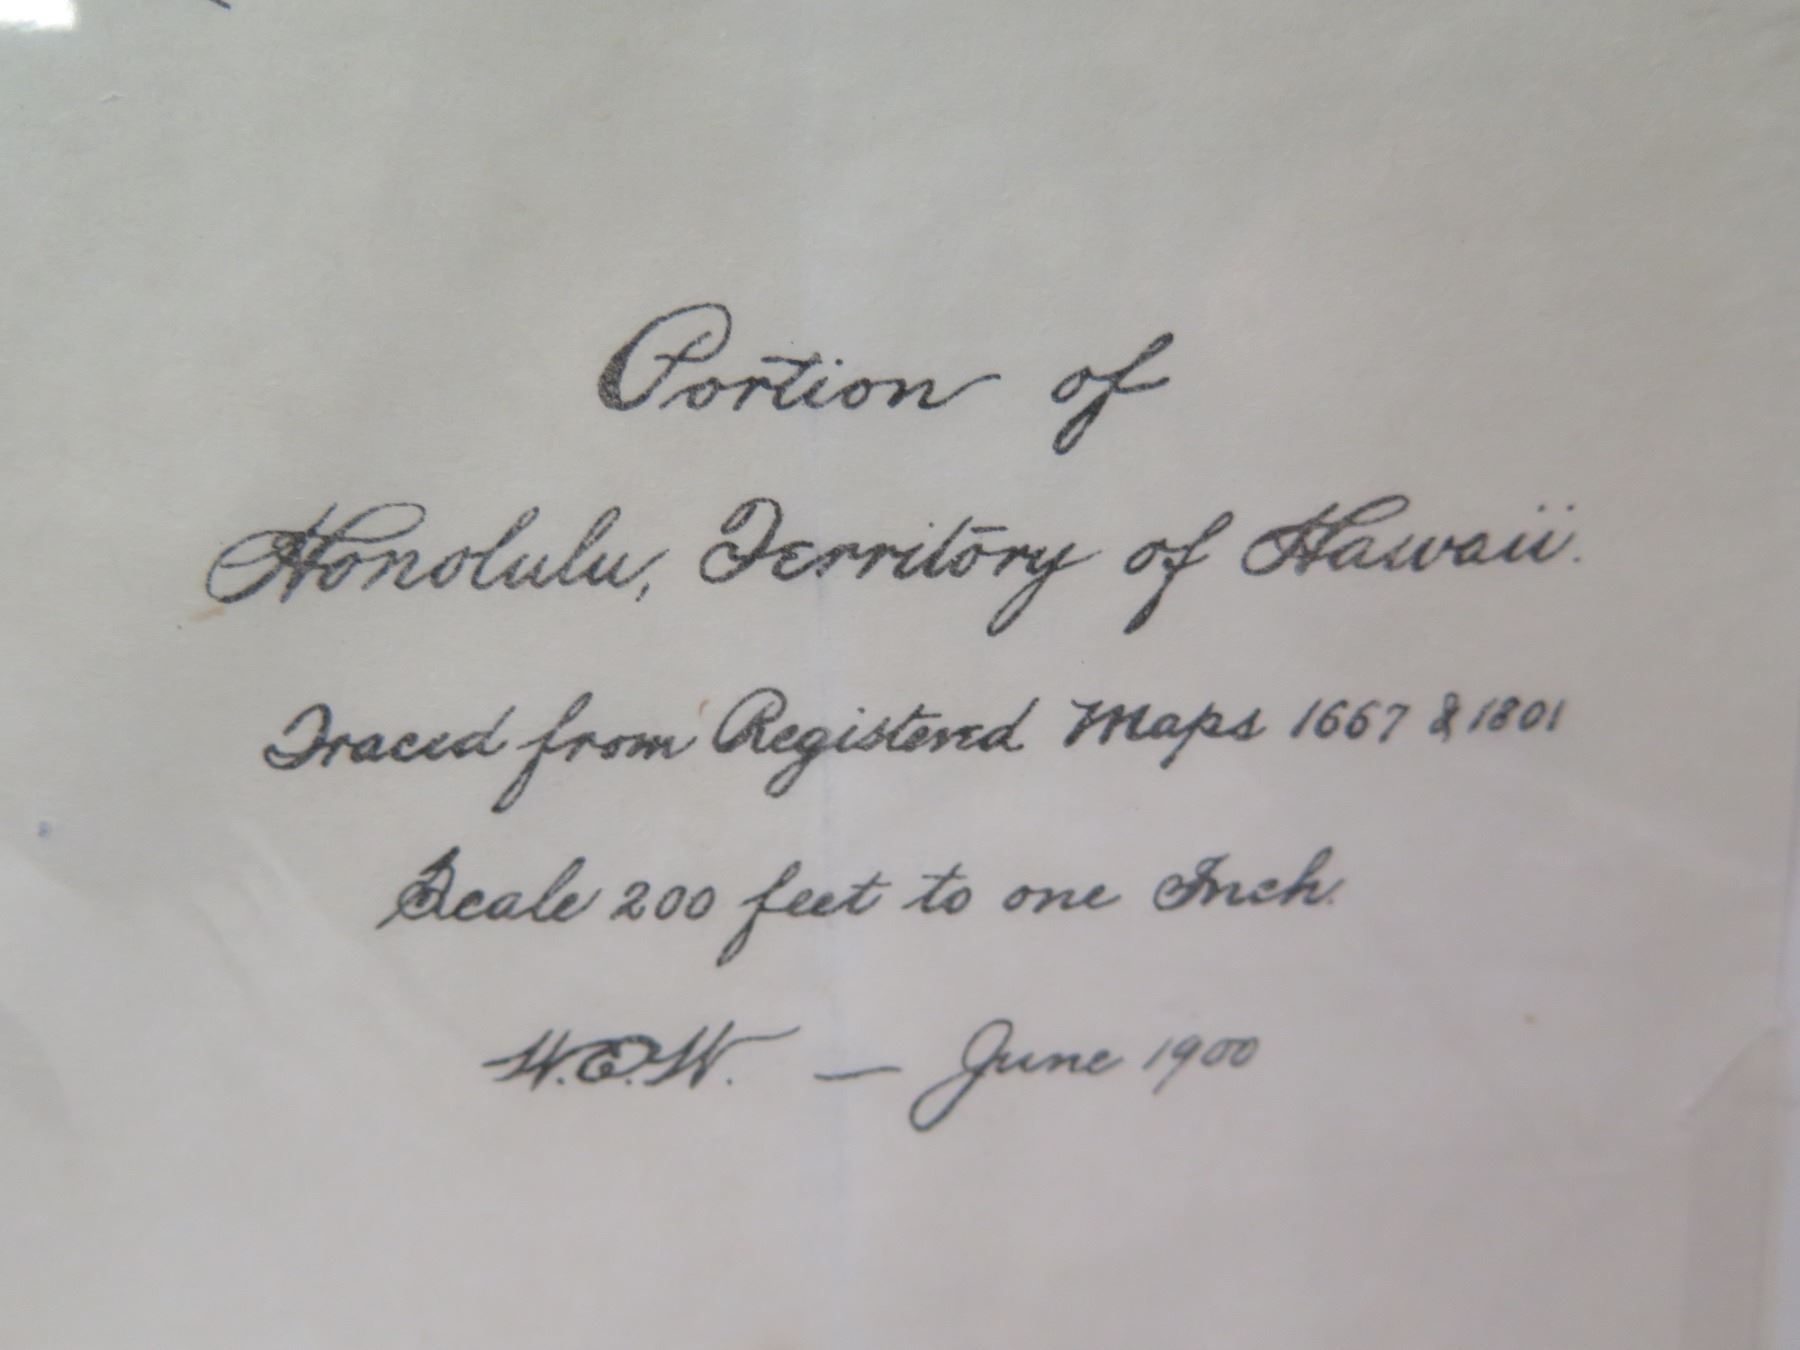 Portion of
Honolulu, Territory of Hawaii.
Traced from Registered Maps 1667 & 1801
Scale 200 feet to one Inch.
W.E.W. — June 1900